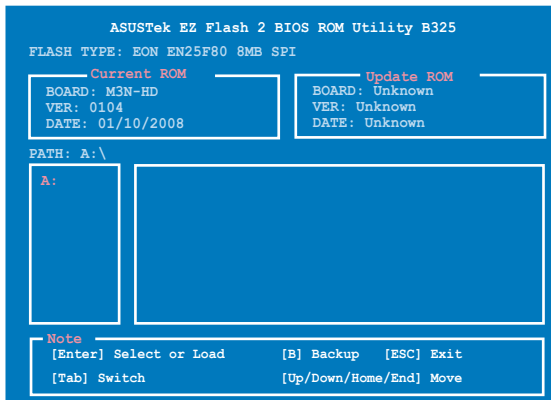 ASUSTek EZ Flash 2 BIOS ROM Utility B325
FLASH TYPE: EON EN25F80 8MB SPI
Current ROM
BOARD: M3N-HD
VER: 0104
DATE: 01/10/2008
Update ROM
BOARD: Unknown
VER: Unknown
DATE: Unknown
PATH: A:\
A:
Note
[Enter] Select or Load [B] Backup [ESC] Exit
[Tab] Switch [Up/Down/Home/End] Move